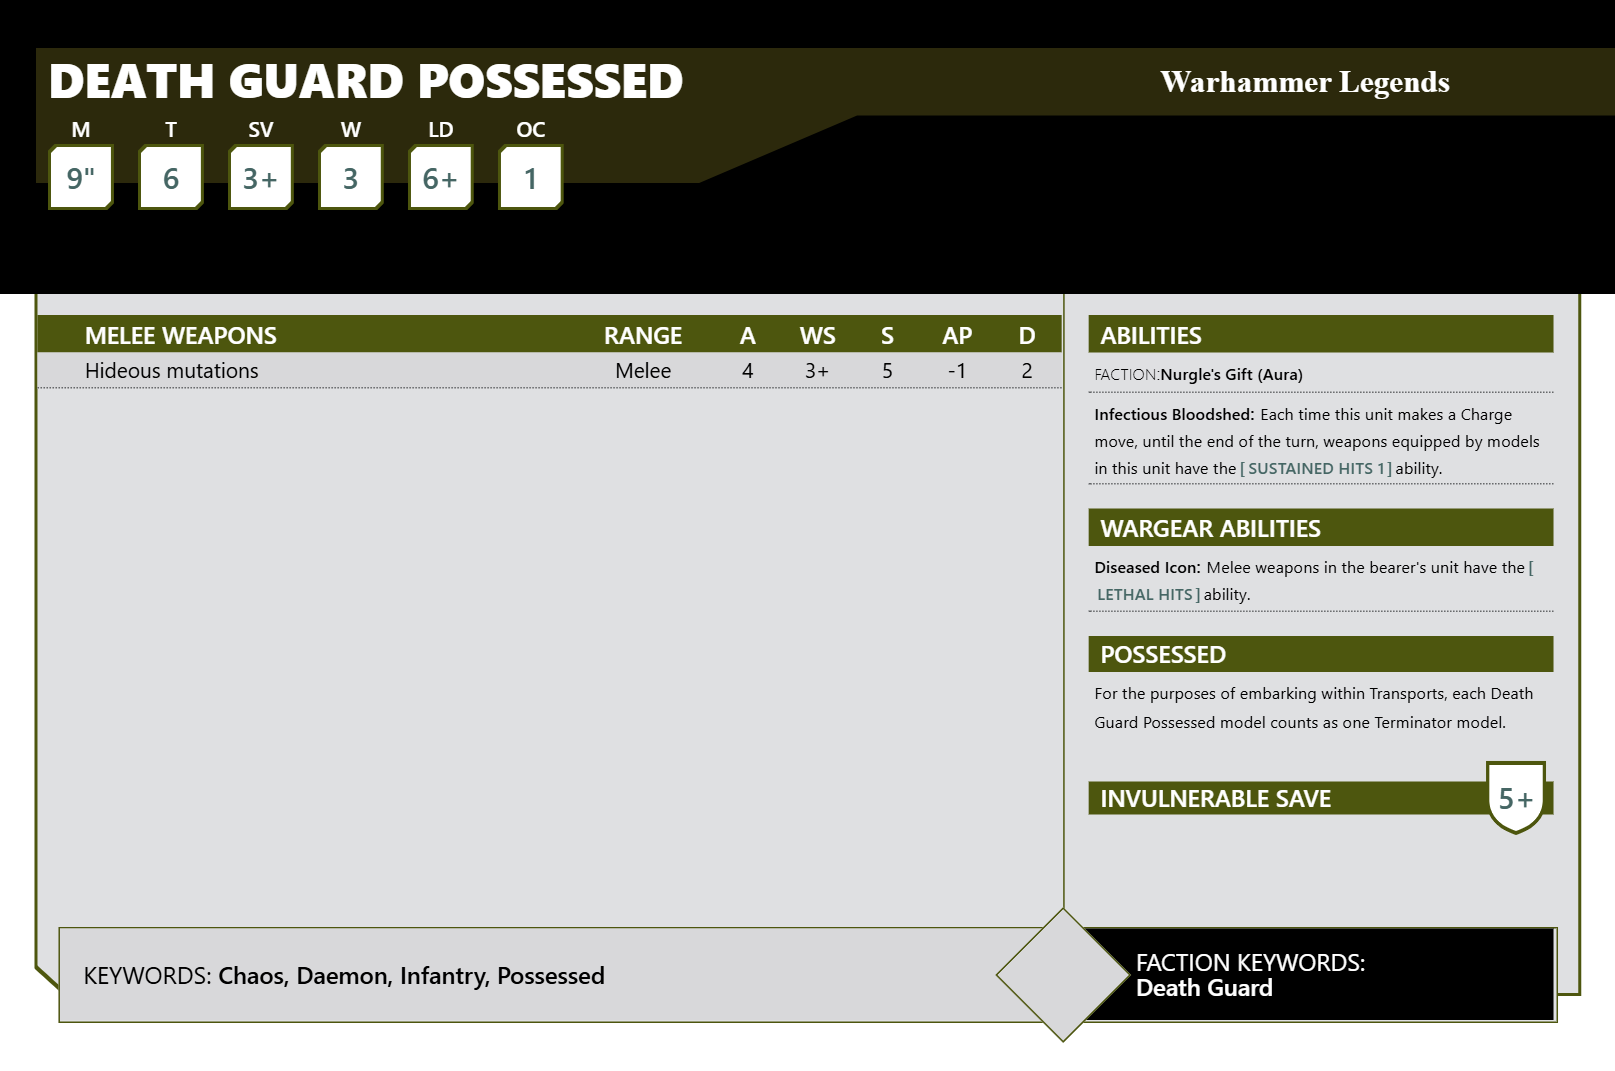 DEATH GUARD POSSESSED
Warhammer Legends
M T SV W LD OC
9" 6 3+ 3 6+ 1
MELEE WEAPONS RANGE A WS S AP D
Hideous mutations Melee 4 3+ 5 -1 2
ABILITIES
FACTION:Nurgle's Gift (Aura)
Infectious Bloodshed: Each time this unit makes a Charge
move, until the end of the turn, weapons equipped by models
in this unit have the [ SUSTAINED HITS 1] ability.
WARGEAR ABILITIES
Diseased Icon: Melee weapons in the bearer's unit have the [
LETHAL HITS ] ability.
POSSESSED
For the purposes of embarking within Transports, each Death
Guard Possessed model counts as one Terminator model.
INVULNERABLE SAVE 5+
KEYWORDS: Chaos, Daemon, Infantry, Possessed
FACTION KEYWORDS:
Death Guard